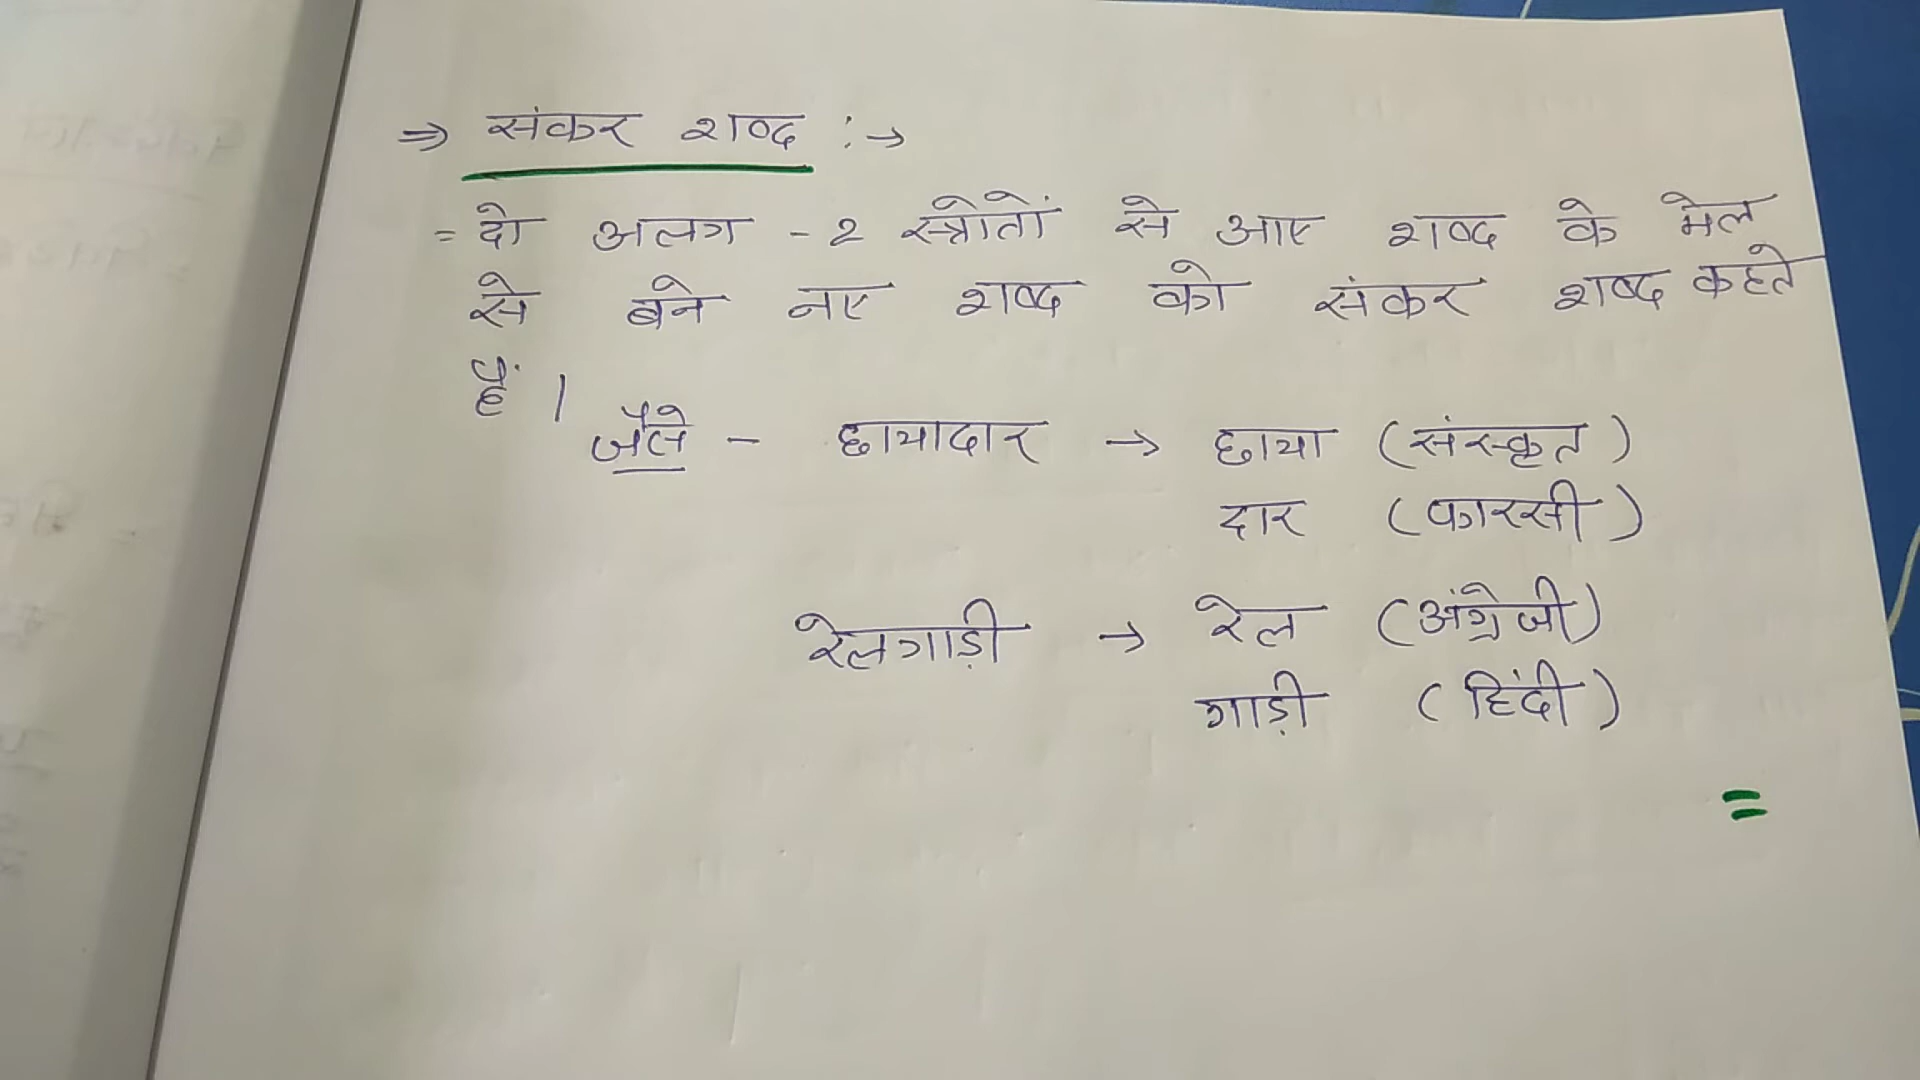 ⇒ संकर शब्द :→
= दो अलग - 2 स्त्रोतों से आए शब्द के मेल
से बने नए शब्द को संकर शब्द कहते
हैं ।
जैसे - छायादार → छाया (संस्कृत)
दार (फारसी)
रेलगाड़ी → रेल (अंग्रेजी)
गाड़ी (हिंदी)
=